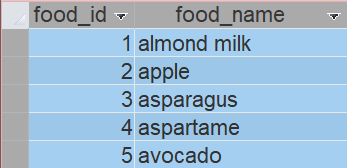 food_id food_name
1 almond milk
2 apple
3 asparagus
4 aspartame
5 avocado